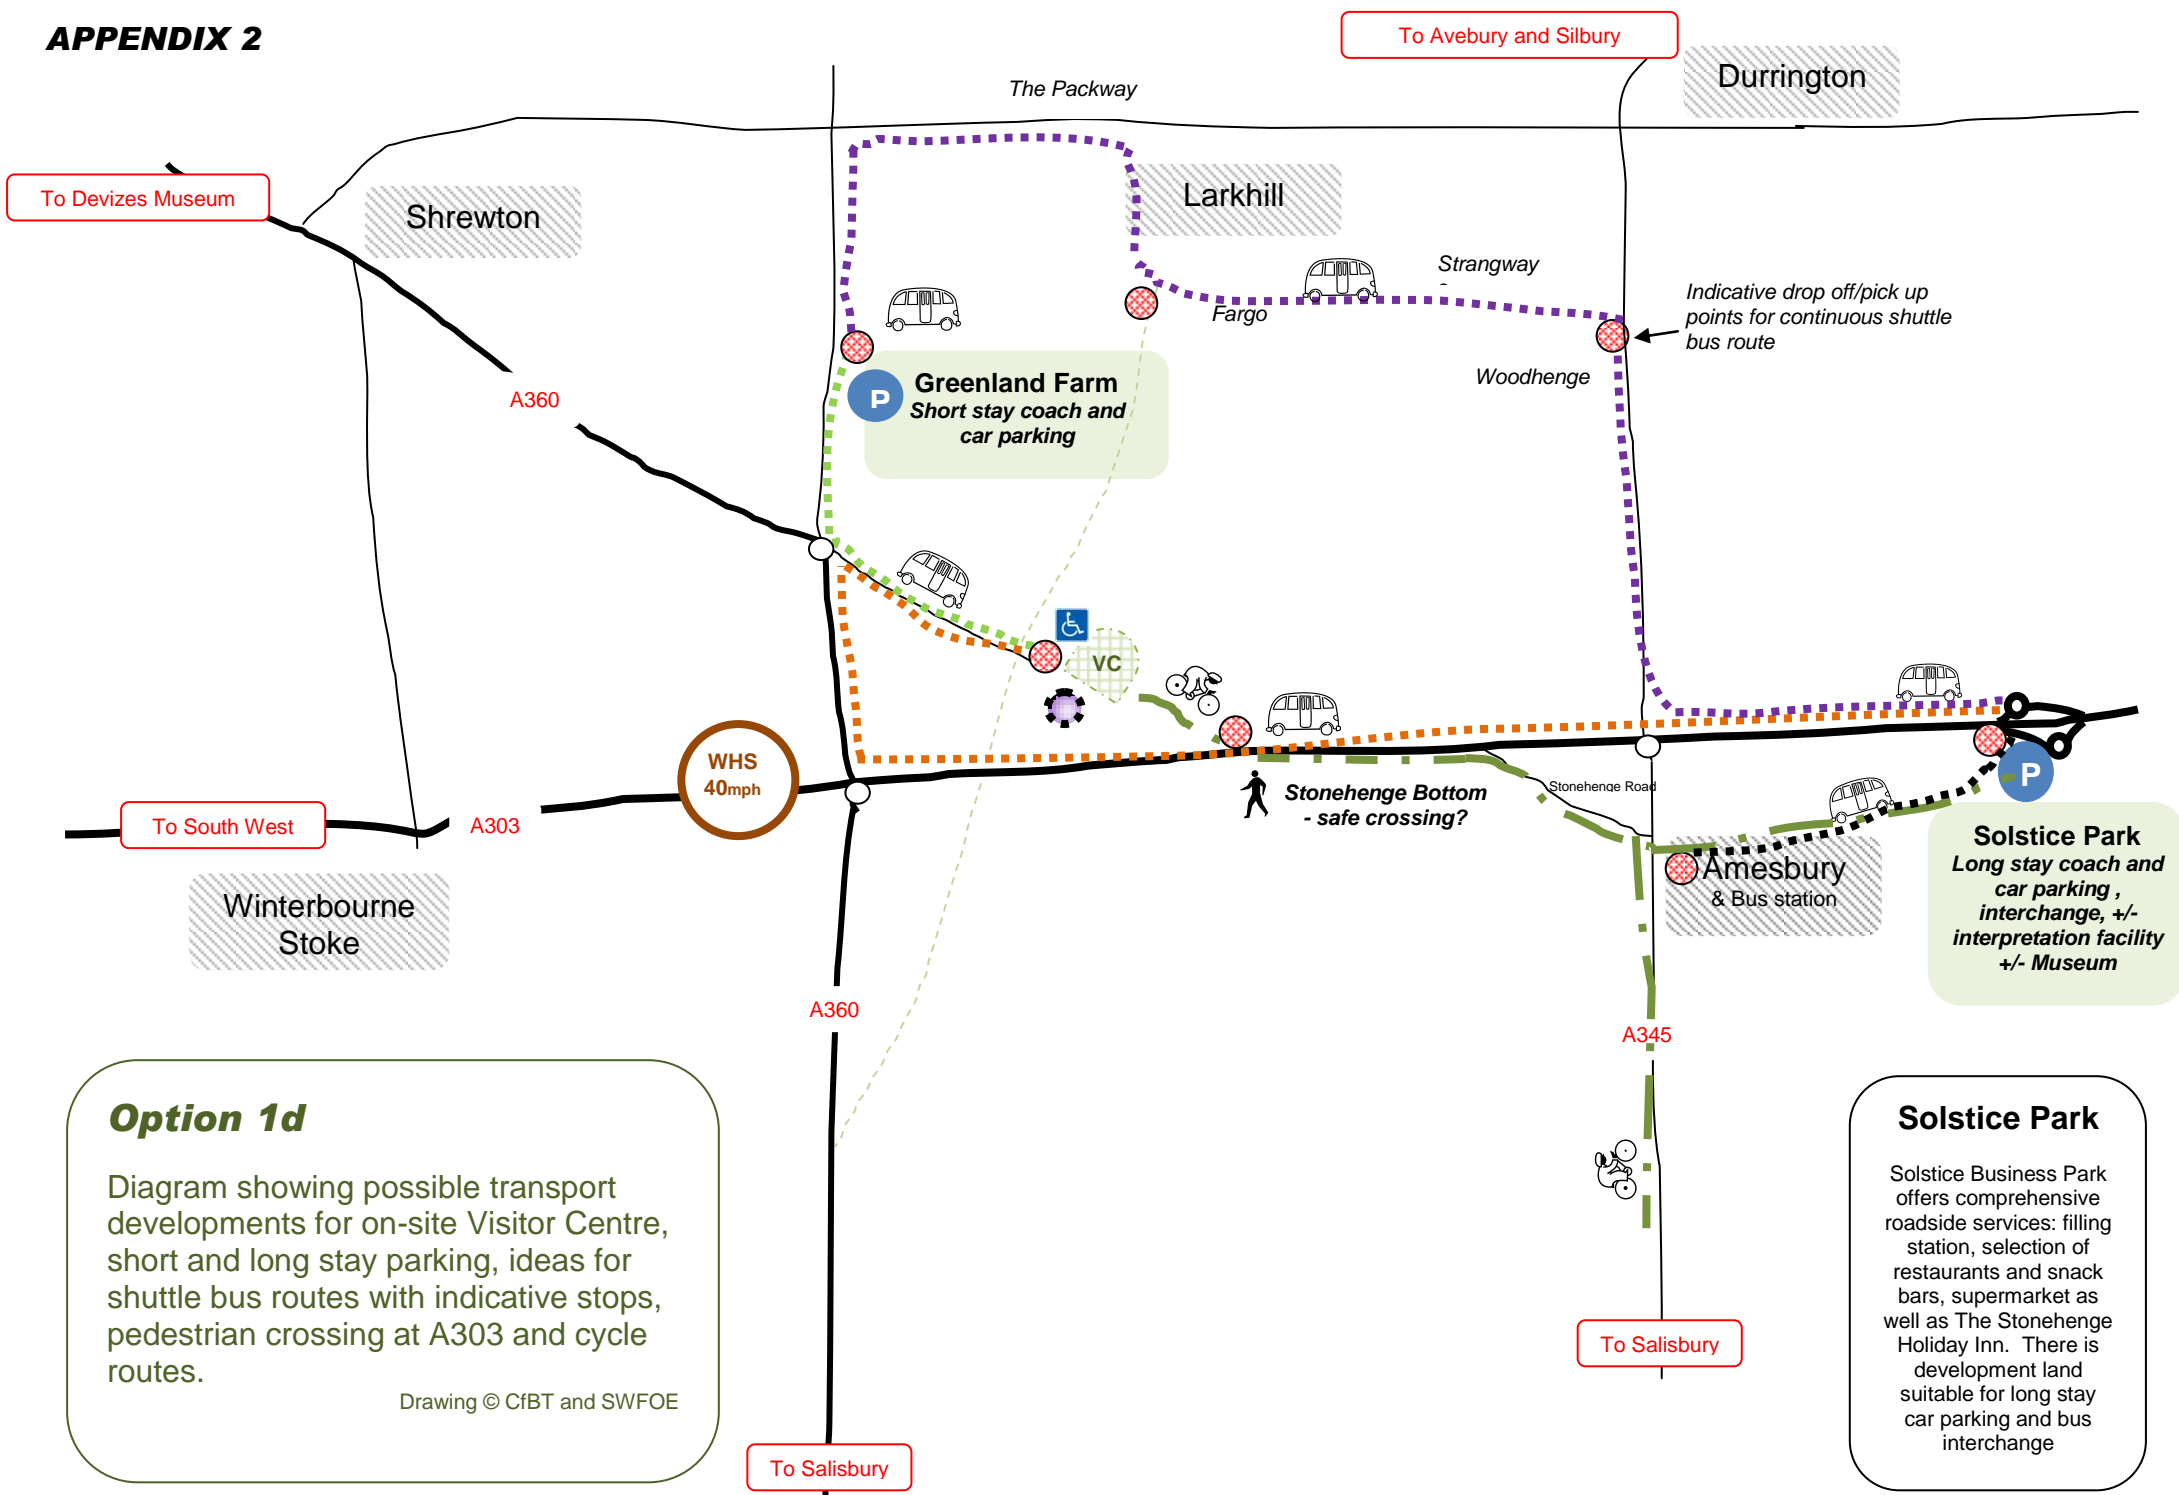 APPENDIX 2
To Avebury and Silbury
Durrington
The Packway
To Devizes Museum
Shrewton
Larkhill
Strangway
Fargo
Indicative drop off/pick up
points for continuous shuttle
bus route
Woodhenge
P
Greenland Farm
Short stay coach and
car parking
A360
VC
WHS
40mph
Stonehenge Bottom
- safe crossing?
Stonehenge Road
P
To South West
A303
Solstice Park
Long stay coach and
car parking ,
interchange, +/-
interpretation facility
+/- Museum
Amesbury
& Bus station
Winterbourne
Stoke
A360
A345
Option 1d
Diagram showing possible transport
developments for on-site Visitor Centre,
short and long stay parking, ideas for
shuttle bus routes with indicative stops,
pedestrian crossing at A303 and cycle
routes.
Drawing © CfBT and SWFOE
Solstice Park
Solstice Business Park
offers comprehensive
roadside services: filling
station, selection of
restaurants and snack
bars, supermarket as
well as The Stonehenge
Holiday Inn.  There is
development land
suitable for long stay
car parking and bus
interchange
To Salisbury
To Salisbury